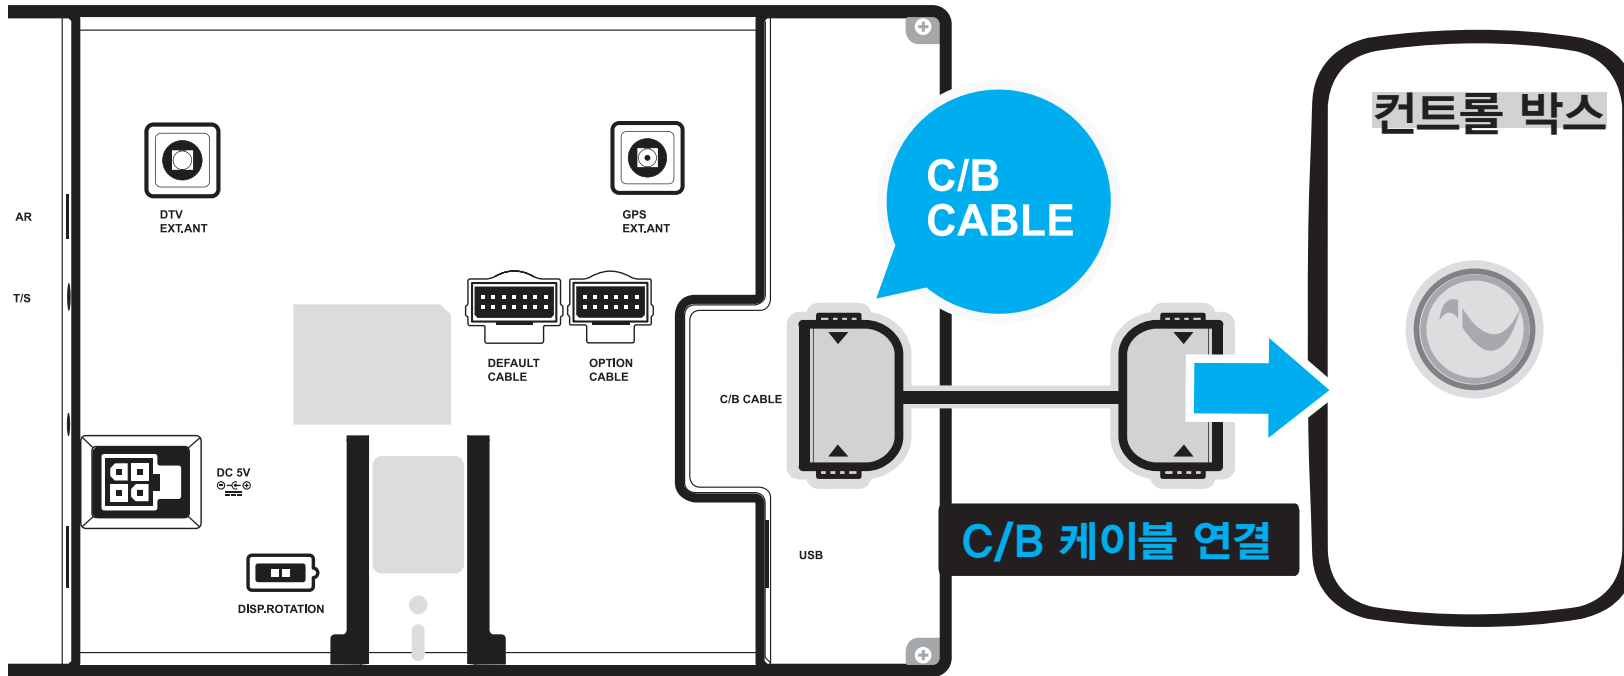 컨트롤 박스
C/B
CABLE
AR
DTV
EXT.ANT
GPS
EXT.ANT
T/S
DEFAULT
CABLE
OPTION
CABLE
C/B CABLE
DC 5V
C/B 케이블 연결
USB
DISP.ROTATION